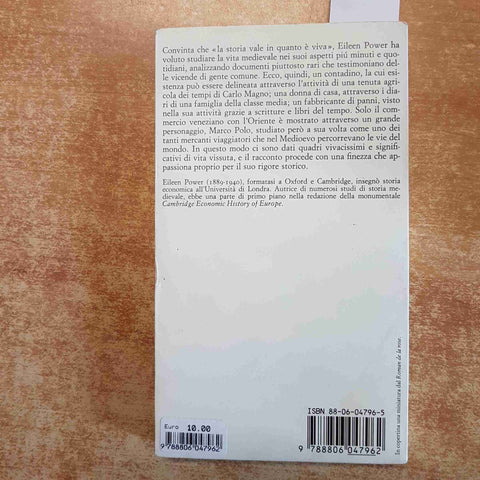 Convinta che «la storia vale in quanto è viva», Eileen Power ha
voluto studiare la vita medievale nei suoi aspetti piú minuti e quo-
tidiani, analizzando documenti piuttosto rari che testimoniano del-
le vicende di gente comune. Ecco, quindi, un contadino, la cui esi-
stenza può essere delineata attraverso l'attività di una tenuta agri-
cola dei tempi di Carlo Magno; una donna di casa, attraverso i dia-
ri di una famiglia della classe media; un fabbricante di panni, visto
nella sua attività grazie a scritture e libri del tempo. Solo il com-
mercio veneziano con l'Oriente è mostrato attraverso un grande
personaggio, Marco Polo, studiato però a sua volta come uno dei
tanti mercanti viaggiatori che nel Medioevo percorrevano le vie del
mondo. In questo modo ci sono dati quadri vivacissimi e signifi-
cativi di vita vissuta, e il racconto procede con una finezza che ap-
passiona proprio per il suo rigore storico.
Eileen Power (1889-1940), formatasi a Oxford e Cambridge, insegnò storia
economica all'Università di Londra. Autrice di numerosi studi di storia me-
dievale, ebbe una parte di primo piano nella redazione della monumentale
Cambridge Economic History of Europe.
In copertina una miniatura dal Roman de la rose.
ISBN 88-06-04796-5
9 788806 047962
Euro 10.00
9 788806 047962